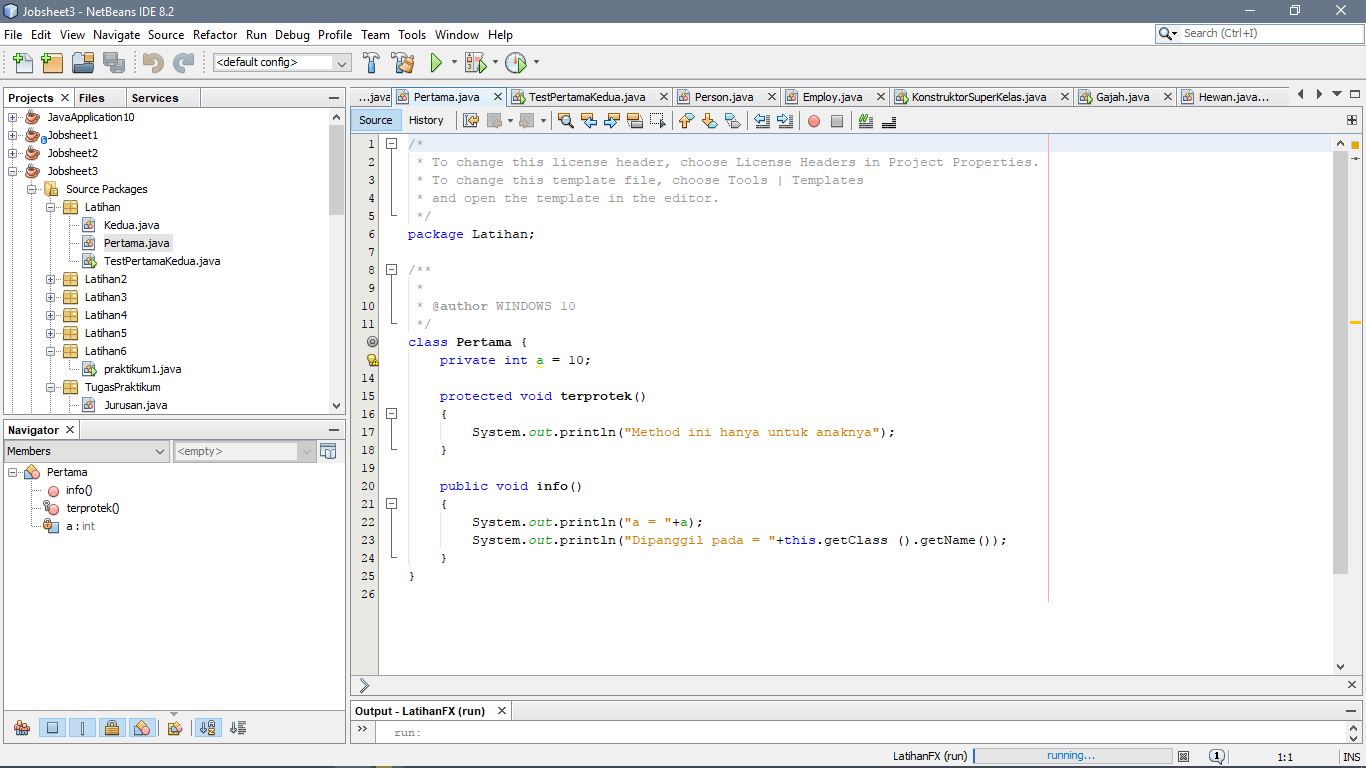 Jobsheet3 - NetBeans IDE 8.2
File Edit View Navigate Source Refactor Run Debug Profile Team Tools Window Help
Search (Ctrl+I)
<default config>
Projects Files Services
JavaApplication10
Jobsheet1
Jobsheet2
Jobsheet3
Source Packages
Latihan
Kedua.java
Pertama.java
TestPertamaKedua.java
Latihan2
Latihan3
Latihan4
Latihan5
Latihan6
praktikum1.java
TugasPraktikum
Jurusan.java
Navigator
Members
<empty>
Pertama
info()
terprotek()
a : int
...java Pertama.java TestPertamaKedua.java Person.java Employ.java KonstruktorSuperKelas.java Gajah.java Hewan.java...
Source History
1 /*
2 * To change this license header, choose License Headers in Project Properties.
3 * To change this template file, choose Tools | Templates
4 * and open the template in the editor.
5 */
6 package Latihan;
7
8 /**
9 *
10 * @author WINDOWS 10
11 */
class Pertama {
private int a = 10;
14
15 protected void terprotek()
16 {
17 System.out.println("Method ini hanya untuk anaknya");
18 }
19
20 public void info()
21 {
22 System.out.println("a = "+a);
23 System.out.println("Dipanggil pada = "+this.getClass ().getName());
24 }
25 }
26
Output - LatihanFX (run)
run:
LatihanFX (run) running... 1 1:1 INS